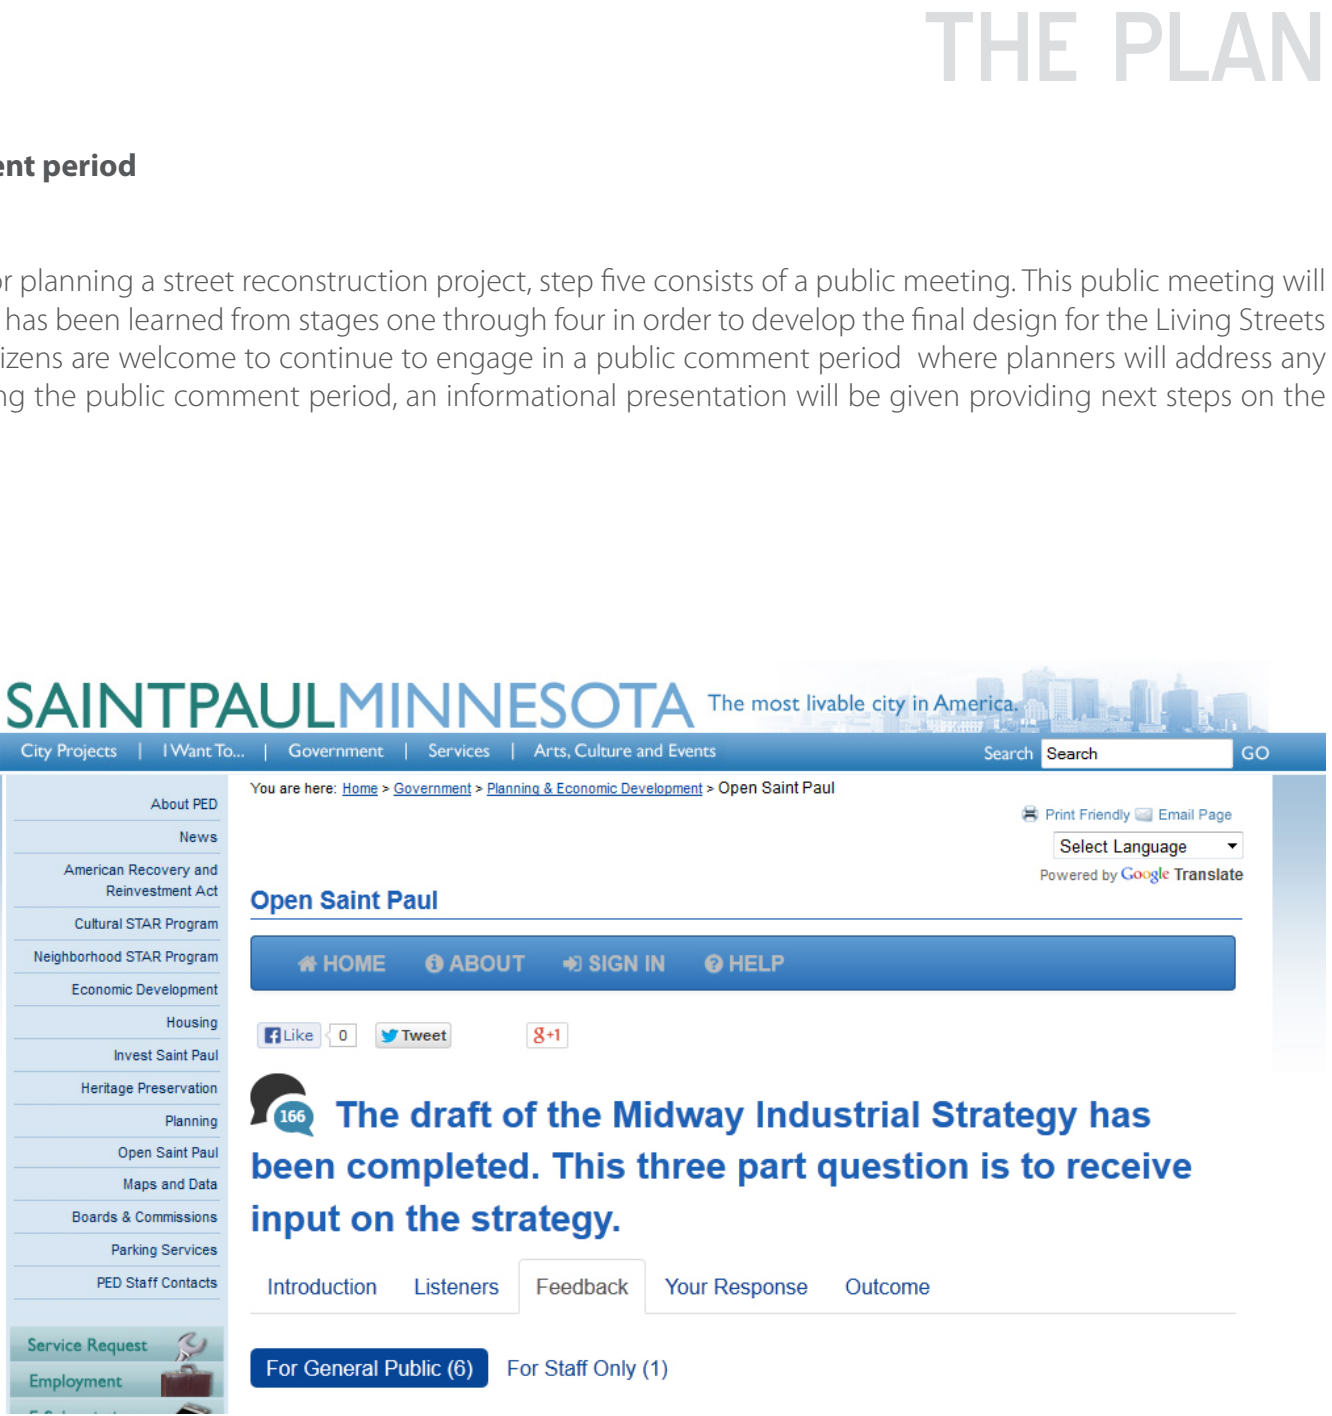 THE PLAN
ent period
or planning a street reconstruction project, step five consists of a public meeting. This public meeting will
has been learned from stages one through four in order to develop the final design for the Living Streets
izens are welcome to continue to engage in a public comment period where planners will address any
ng the public comment period, an informational presentation will be given providing next steps on the
SAINTPAULMINNESOTA The most livable city in America.
City Projects | I Want To... | Government | Services | Arts, Culture and Events Search Search GO
You are here: Home > Government > Planning & Economic Development > Open Saint Paul
Print Friendly Email Page
Select Language
Powered by Google Translate
About PED
News
American Recovery and
Reinvestment Act
Cultural STAR Program
Neighborhood STAR Program
Economic Development
Housing
Invest Saint Paul
Heritage Preservation
Planning
Open Saint Paul
Maps and Data
Boards & Commissions
Parking Services
PED Staff Contacts
Service Request
Employment
Open Saint Paul
HOME ABOUT SIGN IN HELP
Like 0 Tweet g+1
166 The draft of the Midway Industrial Strategy has
been completed. This three part question is to receive
input on the strategy.
Introduction Listeners Feedback Your Response Outcome
For General Public (6) For Staff Only (1)